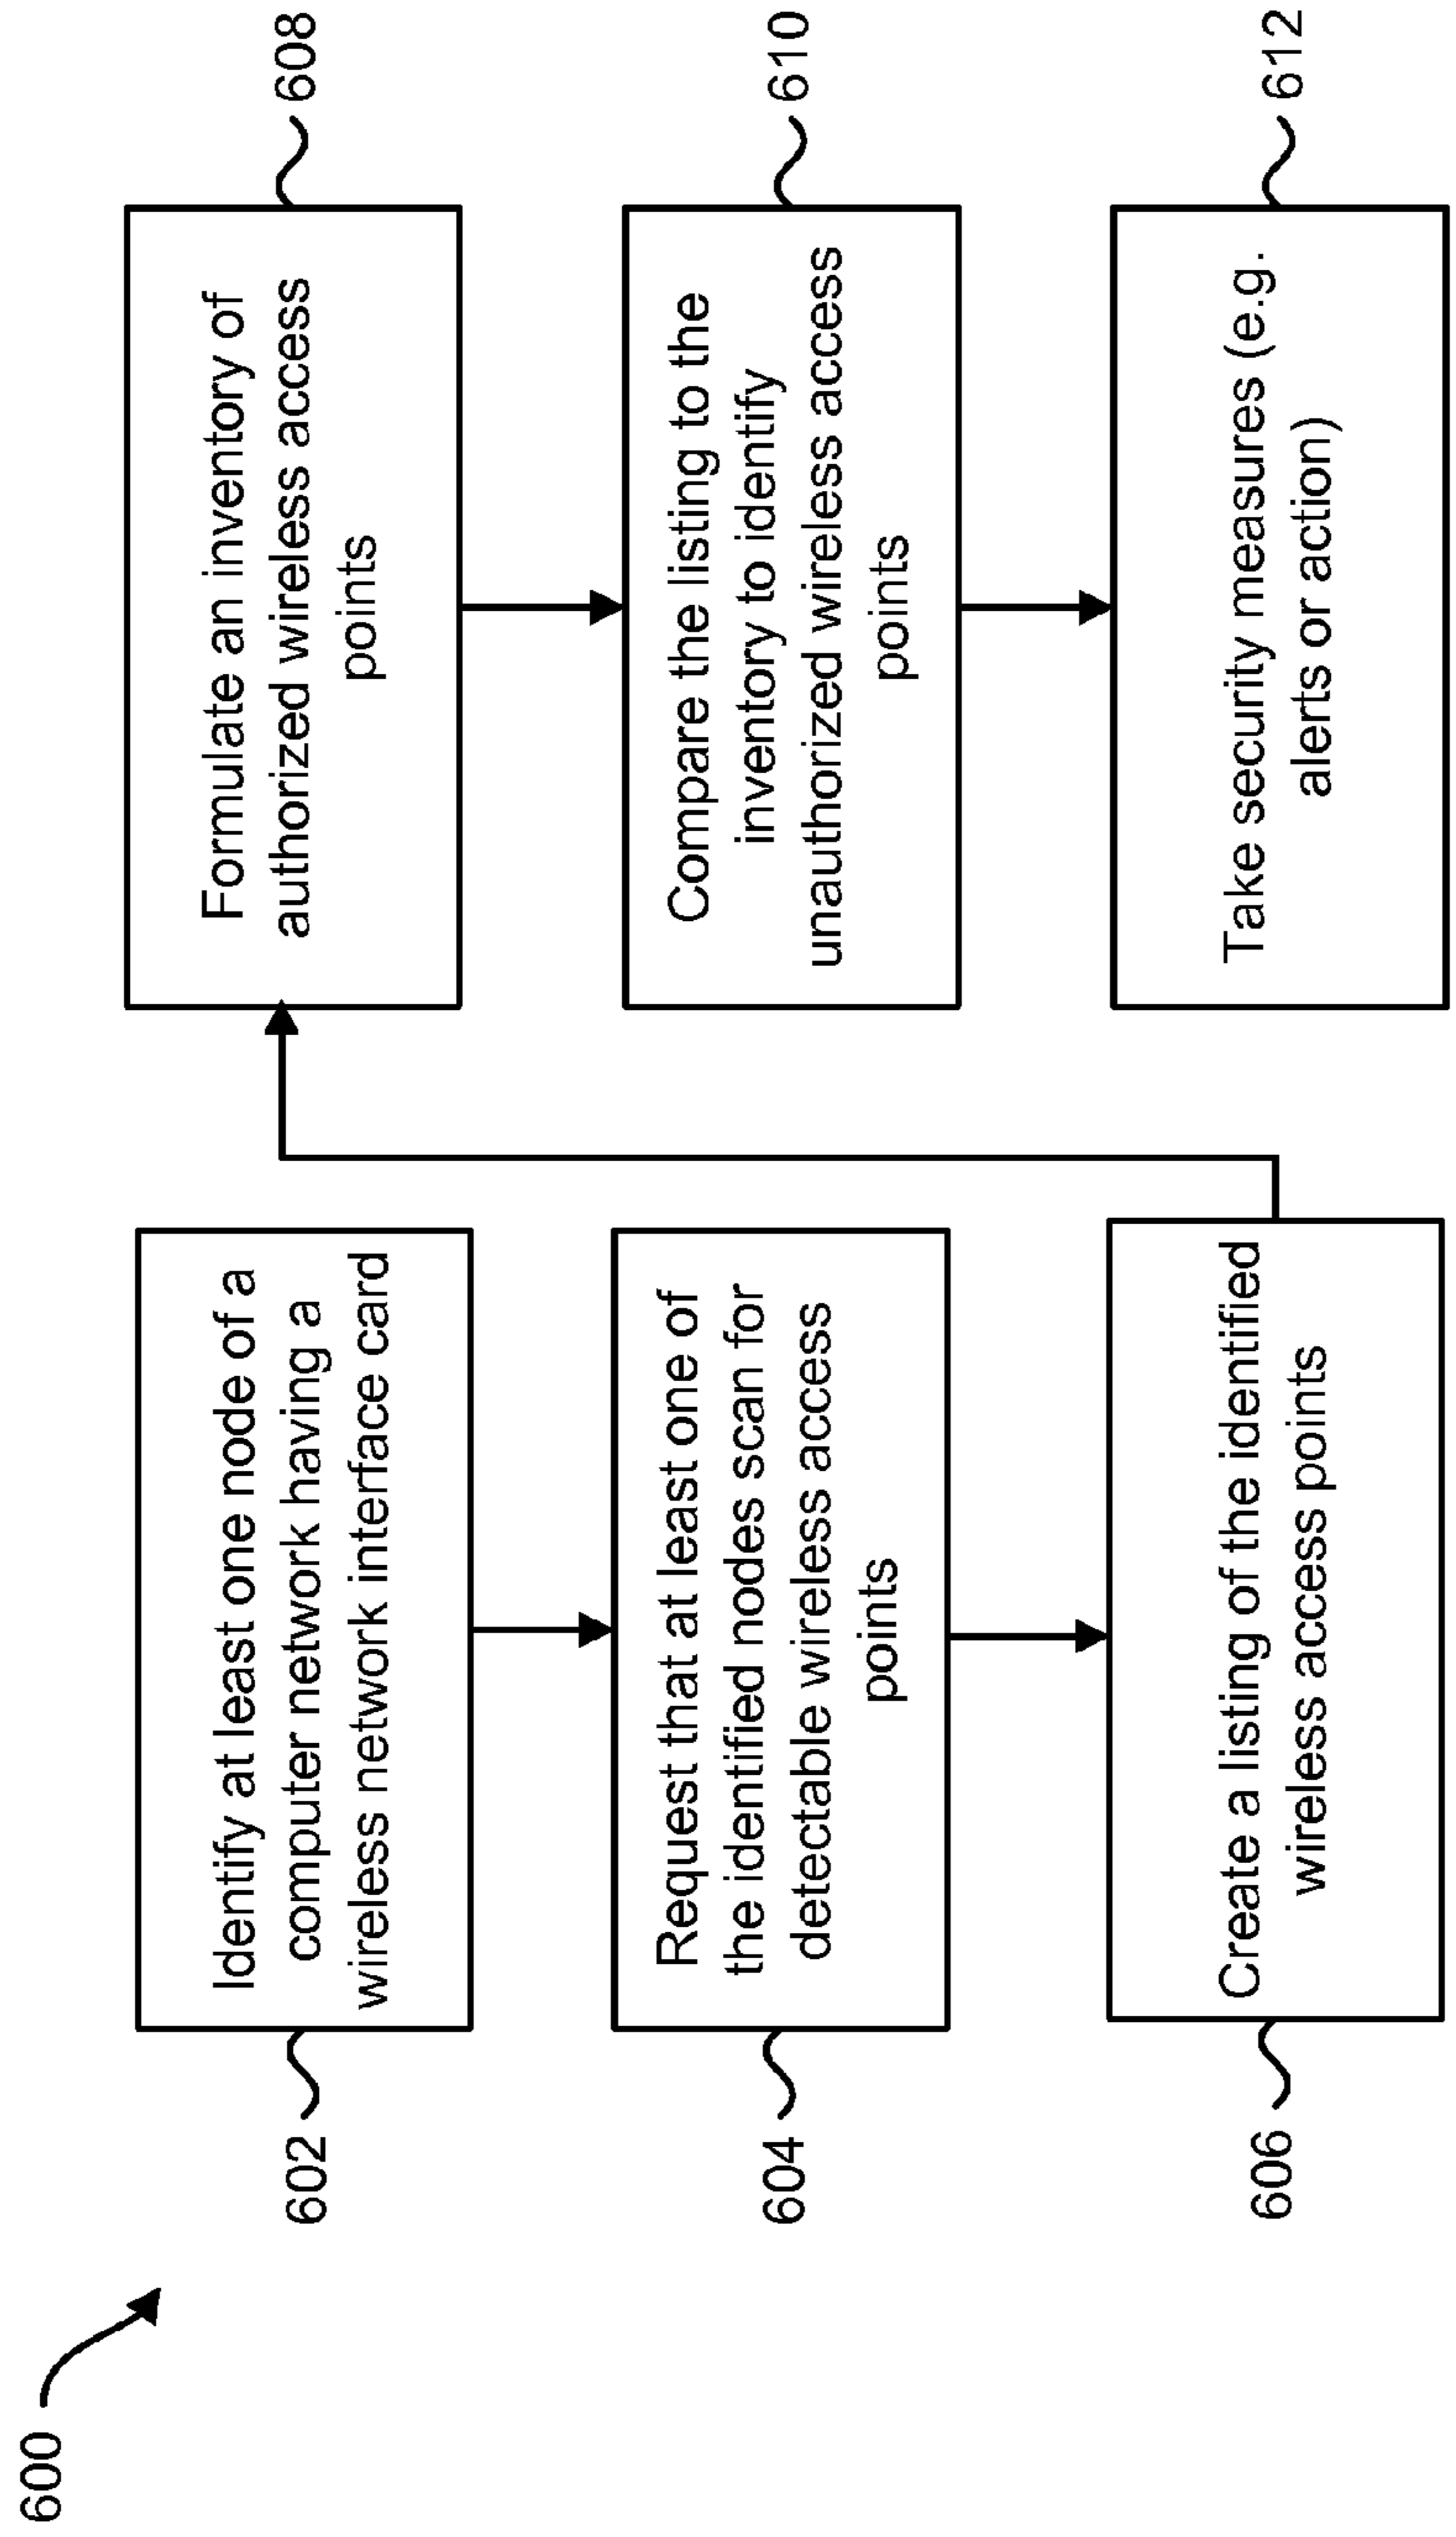 600
602
Identify at least one node of a
computer network having a
wireless network interface card
604
Request that at least one of
the identified nodes scan for
detectable wireless access
points
606
Create a listing of the identified
wireless access points
608
Formulate an inventory of
authorized wireless access
points
610
Compare the listing to the
inventory to identify
unauthorized wireless access
points
612
Take security measures (e.g.
alerts or action)